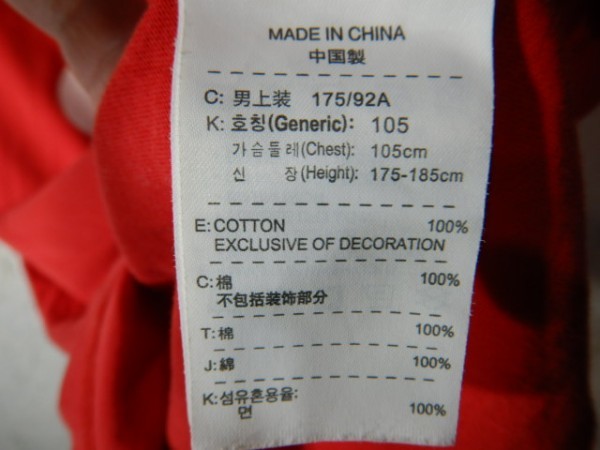 MADE IN CHINA
中国製
C: 男上装 175/92A
K: 호칭(Generic): 105
가슴둘레(Chest): 105cm
신 장(Height): 175-185cm
E: COTTON 100%
EXCLUSIVE OF DECORATION
C: 棉 100%
不包括装饰部分
T: 棉 100%
J: 綿 100%
K: 섬유혼용율:
면 100%